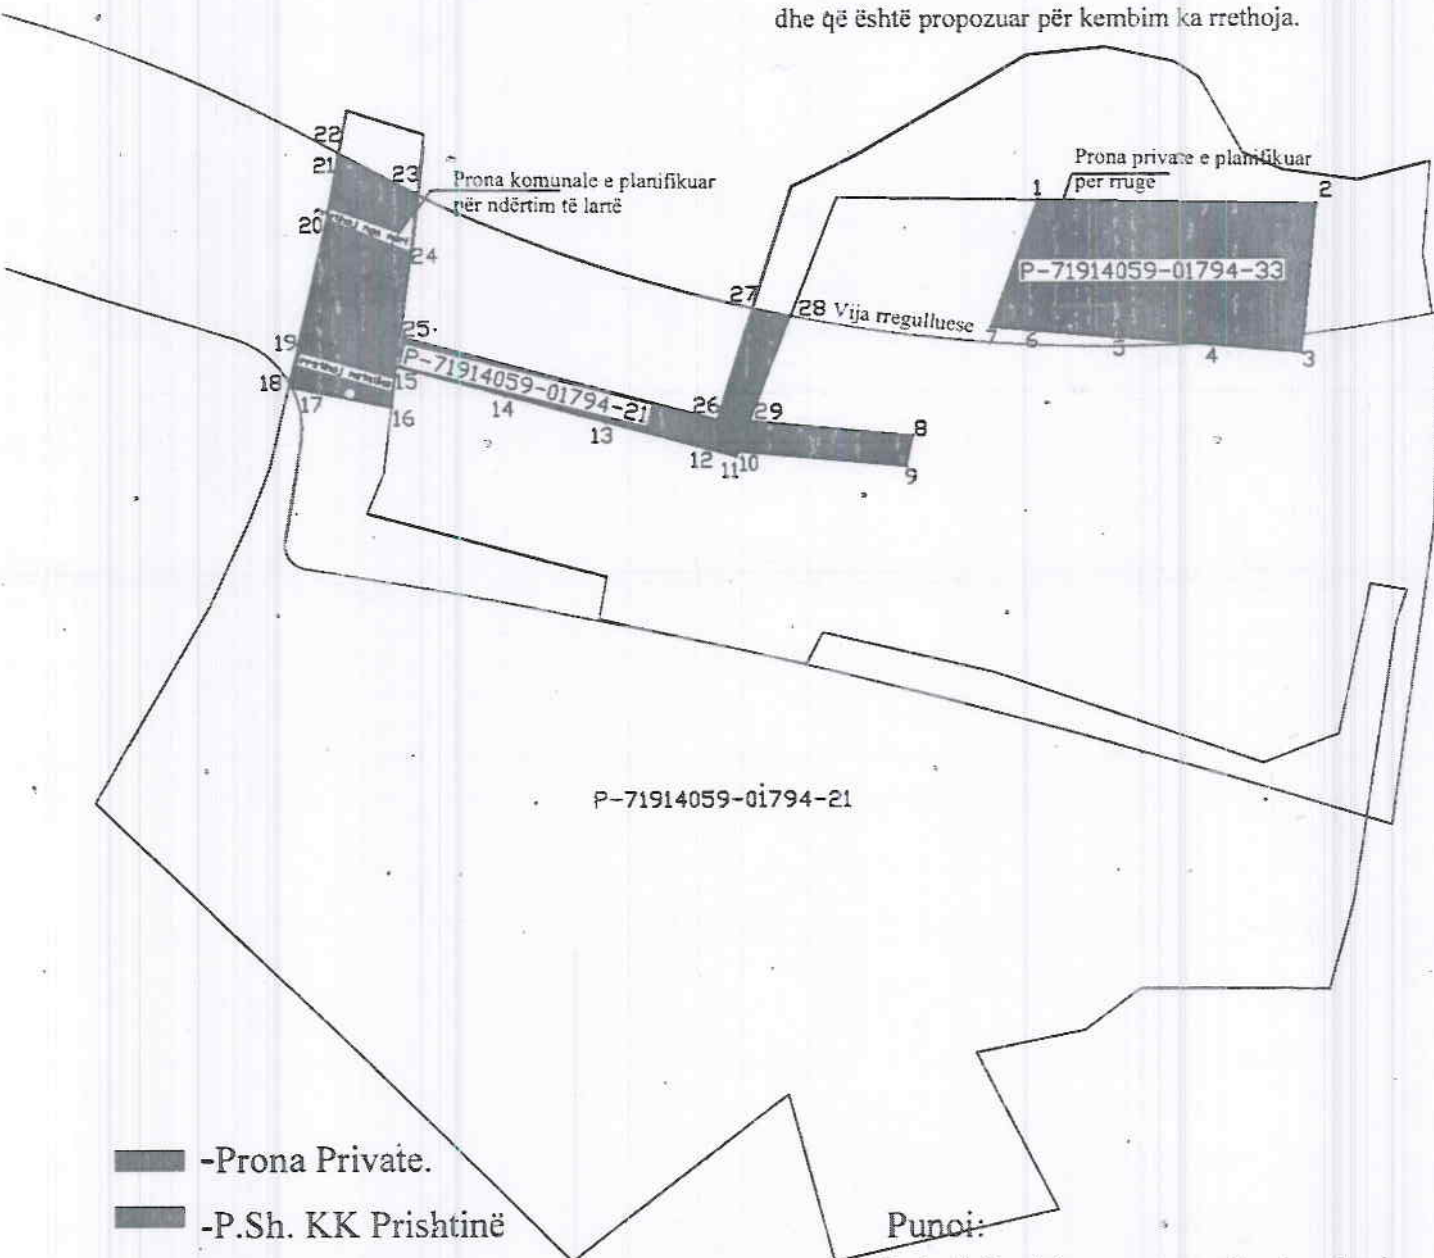 dhe që është propozuar për kembim ka rrethoja.
22
21
23
Prona komunale e planifikuar
për ndërtim të lartë
Prona private e planifikuar
për rruge
1
2
20
24
P-71914059-01794-33
27
28 Vija rregulluese
25
19
7
6
5
4
3
18
17
15
P-71914059-01794-21
16
14
13
26
29
8
12
11
10
9
P-71914059-01794-21
-Prona Private.
-P.Sh. KK Prishtinë
Punoi: